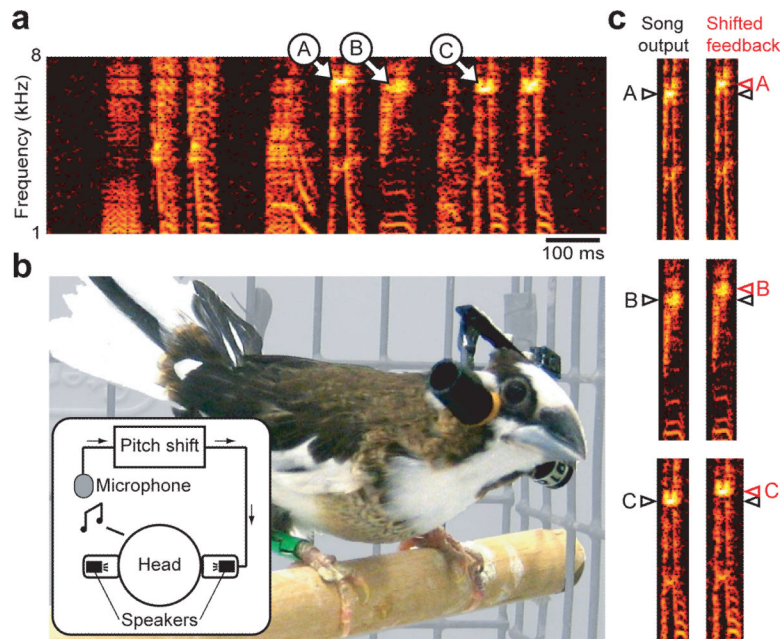 a
8
Frequency (kHz)
1
A
B
C
100 ms
b
Pitch shift
Microphone
Head
Speakers
c
Song
output
Shifted
feedback
A
A
B
B
C
C